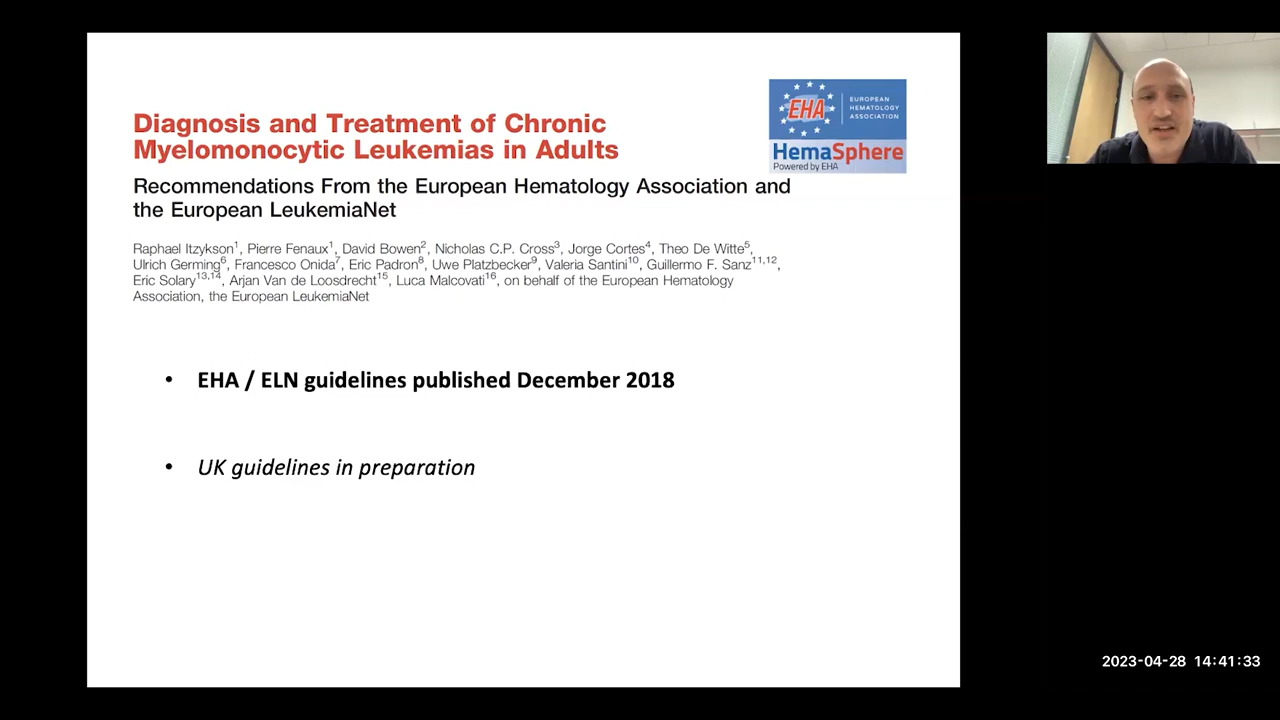 Diagnosis and Treatment of Chronic
Myelomonocytic Leukemias in Adults
EHA
EUROPEAN
HEMATOLOGY
ASSOCIATION
HemaSphere
Powered by EHA
Recommendations From the European Hematology Association and
the European LeukemiaNet
Raphael Itzykson1, Pierre Fenaux1, David Bowen2, Nicholas C.P. Cross3, Jorge Cortes4, Theo De Witte5,
Ulrich Germing6, Francesco Onida7, Eric Padron8, Uwe Platzbecker9, Valeria Santini10, Guillermo F. Sanz11,12,
Eric Solary13,14, Arjan Van de Loosdrecht15, Luca Malcovati16, on behalf of the European Hematology
Association, the European LeukemiaNet
• EHA / ELN guidelines published December 2018
• UK guidelines in preparation
2023-04-28 14:41:33